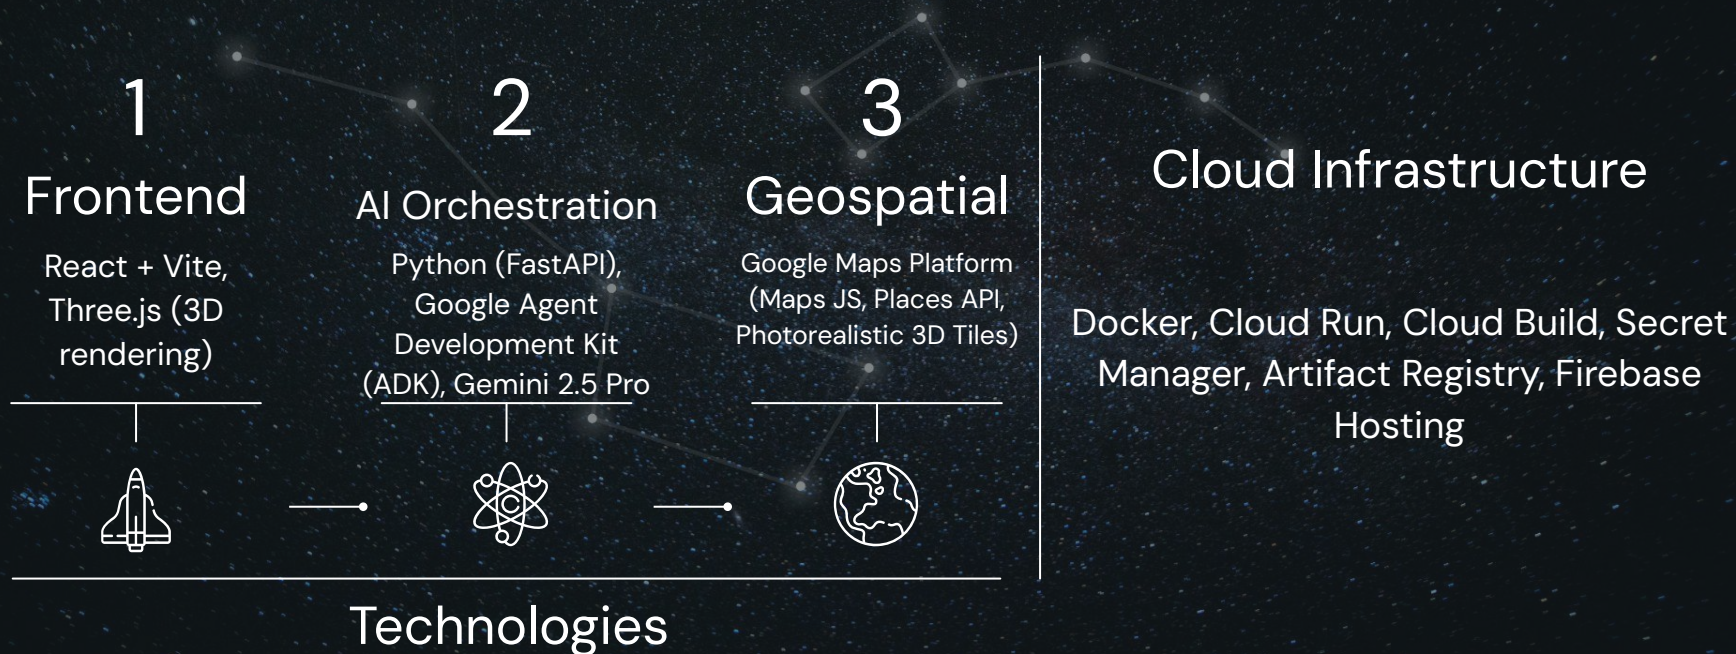 1
Frontend
React + Vite,
Three.js (3D
rendering)
2
AI Orchestration
Python (FastAPI),
Google Agent
Development Kit
(ADK), Gemini 2.5 Pro
3
Geospatial
Google Maps Platform
(Maps JS, Places API,
Photorealistic 3D Tiles)
Technologies
Cloud Infrastructure
Docker, Cloud Run, Cloud Build, Secret
Manager, Artifact Registry, Firebase
Hosting